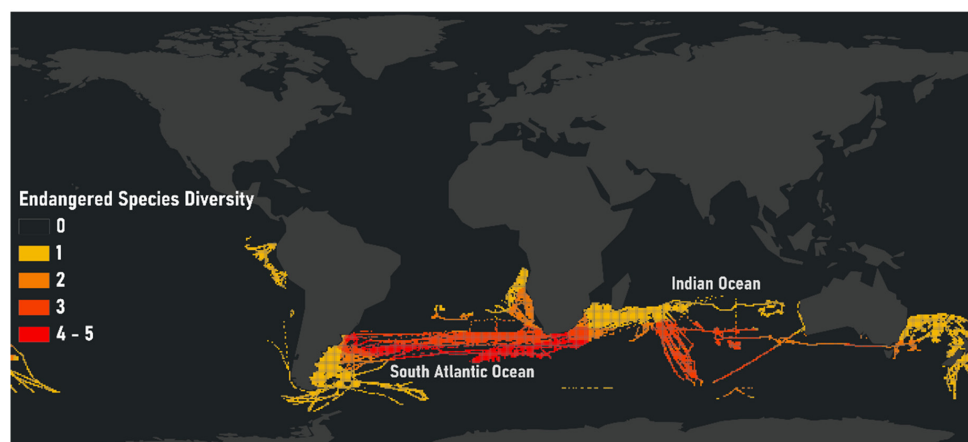 Endangered Species Diversity
0
1
2
3
4 - 5
Indian Ocean
South Atlantic Ocean